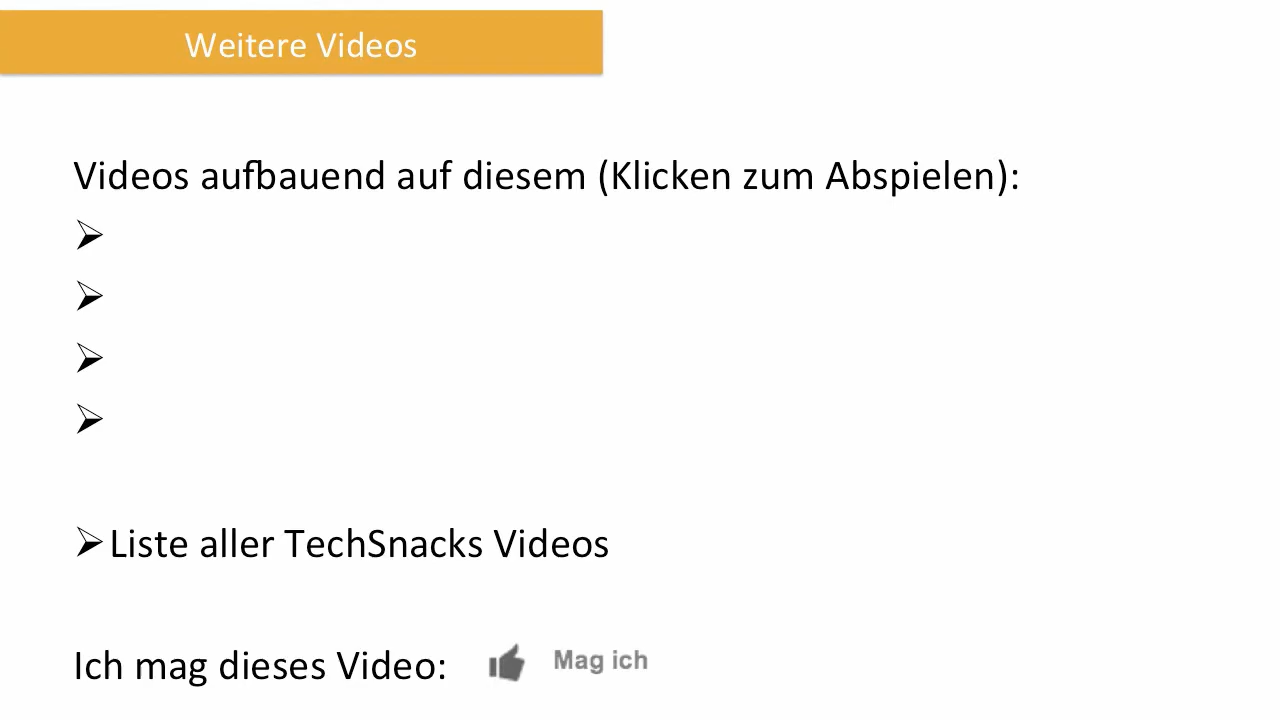 Weitere Videos
Videos aufbauend auf diesem (Klicken zum Abspielen):
➢
➢
➢
➢
➢Liste aller TechSnacks Videos
Ich mag dieses Video: Mag ich